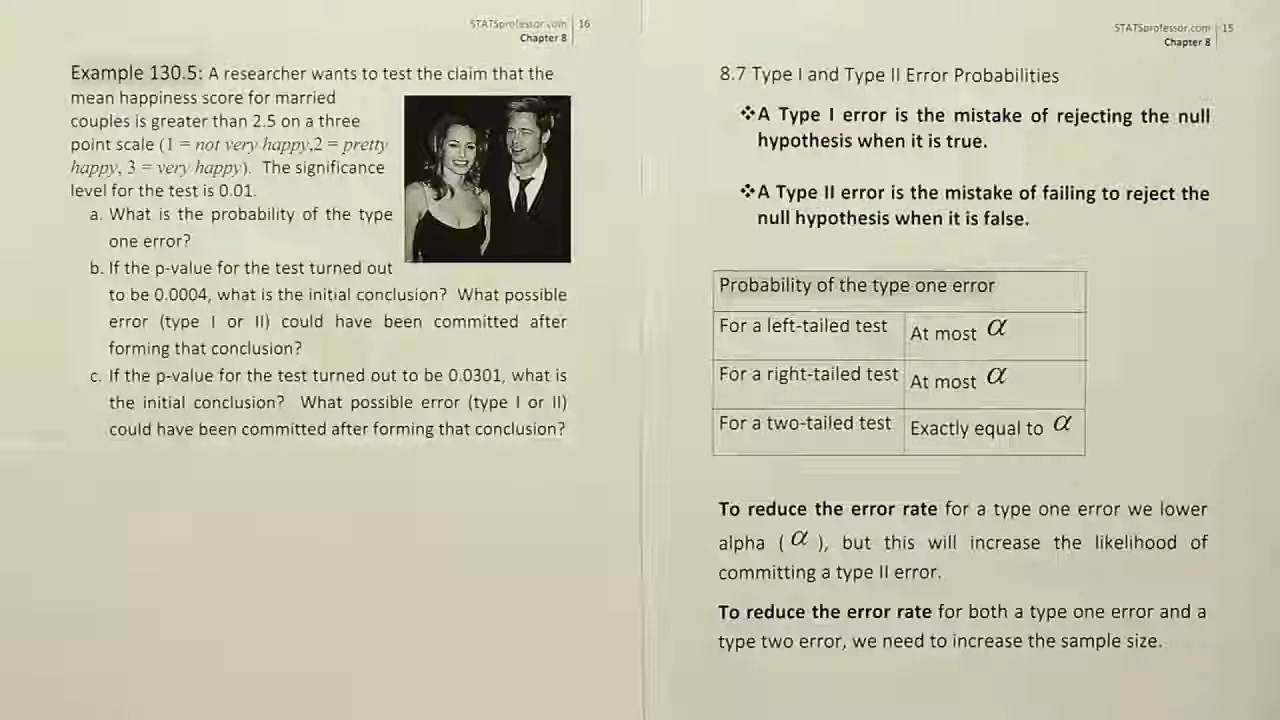 STATSprofessor.com | 16
Chapter 8
Example 130.5: A researcher wants to test the claim that the
mean happiness score for married
couples is greater than 2.5 on a three
point scale (1 = not very happy,2 = pretty
happy, 3 = very happy). The significance
level for the test is 0.01.
a. What is the probability of the type
one error?
b. If the p-value for the test turned out
to be 0.0004, what is the initial conclusion? What possible
error (type I or II) could have been committed after
forming that conclusion?
c. If the p-value for the test turned out to be 0.0301, what is
the initial conclusion? What possible error (type I or II)
could have been committed after forming that conclusion?
STATSprofessor.com | 15
Chapter 8
8.7 Type I and Type II Error Probabilities
❖A Type I error is the mistake of rejecting the null
hypothesis when it is true.
❖A Type II error is the mistake of failing to reject the
null hypothesis when it is false.
Probability of the type one error
For a left-tailed test At most α
For a right-tailed test At most α
For a two-tailed test Exactly equal to α
To reduce the error rate for a type one error we lower
alpha ( α ), but this will increase the likelihood of
committing a type II error.
To reduce the error rate for both a type one error and a
type two error, we need to increase the sample size.